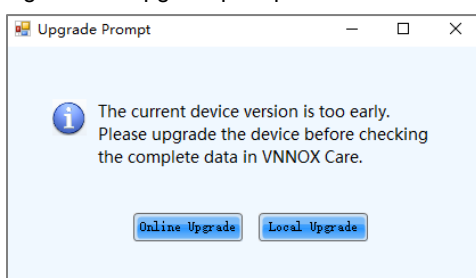 Upgrade Prompt
The current device version is too early.
Please upgrade the device before checking
the complete data in VNNOX Care.
Online Upgrade Local Upgrade